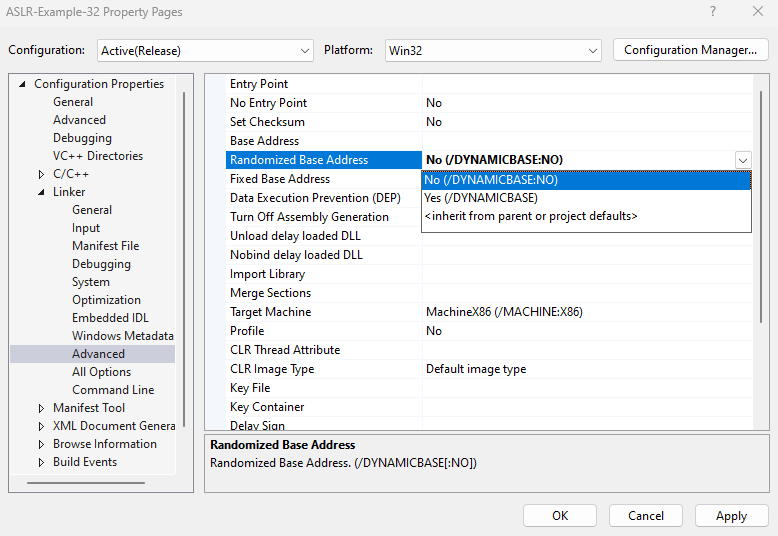 ASLR-Example-32 Property Pages
Configuration: Active(Release) Platform: Win32 Configuration Manager...
Configuration Properties
General
Advanced
Debugging
VC++ Directories
C/C++
Linker
General
Input
Manifest File
Debugging
System
Optimization
Embedded IDL
Windows Metadata
Advanced
All Options
Command Line
Manifest Tool
XML Document Genera
Browse Information
Build Events
Entry Point
No Entry Point No
Set Checksum No
Base Address
Randomized Base Address No (/DYNAMICBASE:NO)
Fixed Base Address No (/DYNAMICBASE:NO)
Data Execution Prevention (DEP) Yes (/DYNAMICBASE)
Turn Off Assembly Generation <inherit from parent or project defaults>
Unload delay loaded DLL
Nobind delay loaded DLL
Import Library
Merge Sections
Target Machine MachineX86 (/MACHINE:X86)
Profile No
CLR Thread Attribute
CLR Image Type Default image type
Key File
Key Container
Delay Sign
Randomized Base Address
Randomized Base Address. (/DYNAMICBASE[:NO])
OK Cancel Apply